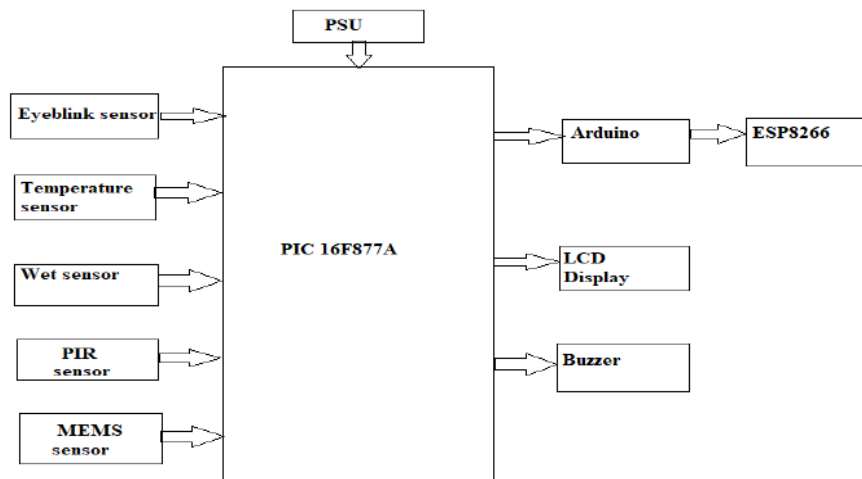 PSU
Eyeblink sensor
Temperature
sensor
Wet sensor
PIR
sensor
MEMS
sensor
PIC 16F877A
Arduino
ESP8266
LCD
Display
Buzzer